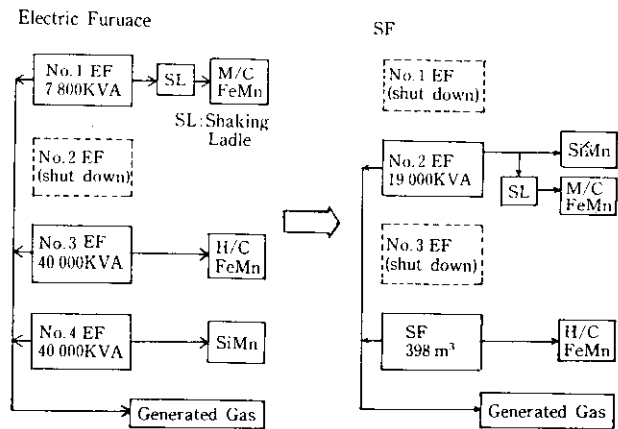 Electric Furuace
No.1 EF
7 800KVA
SL
M/C
FeMn
SL:Shaking
Ladle
No.2 EF
(shut down)
No.3 EF
40 000KVA
H/C
FeMn
No.4 EF
40 000KVA
SiMn
Generated Gas
SF
No.1 EF
(shut down)
No.2 EF
19 000KVA
SiMn
SL
M/C
FeMn
No.3 EF
(shut down)
SF
398 m³
H/C
FeMn
Generated Gas